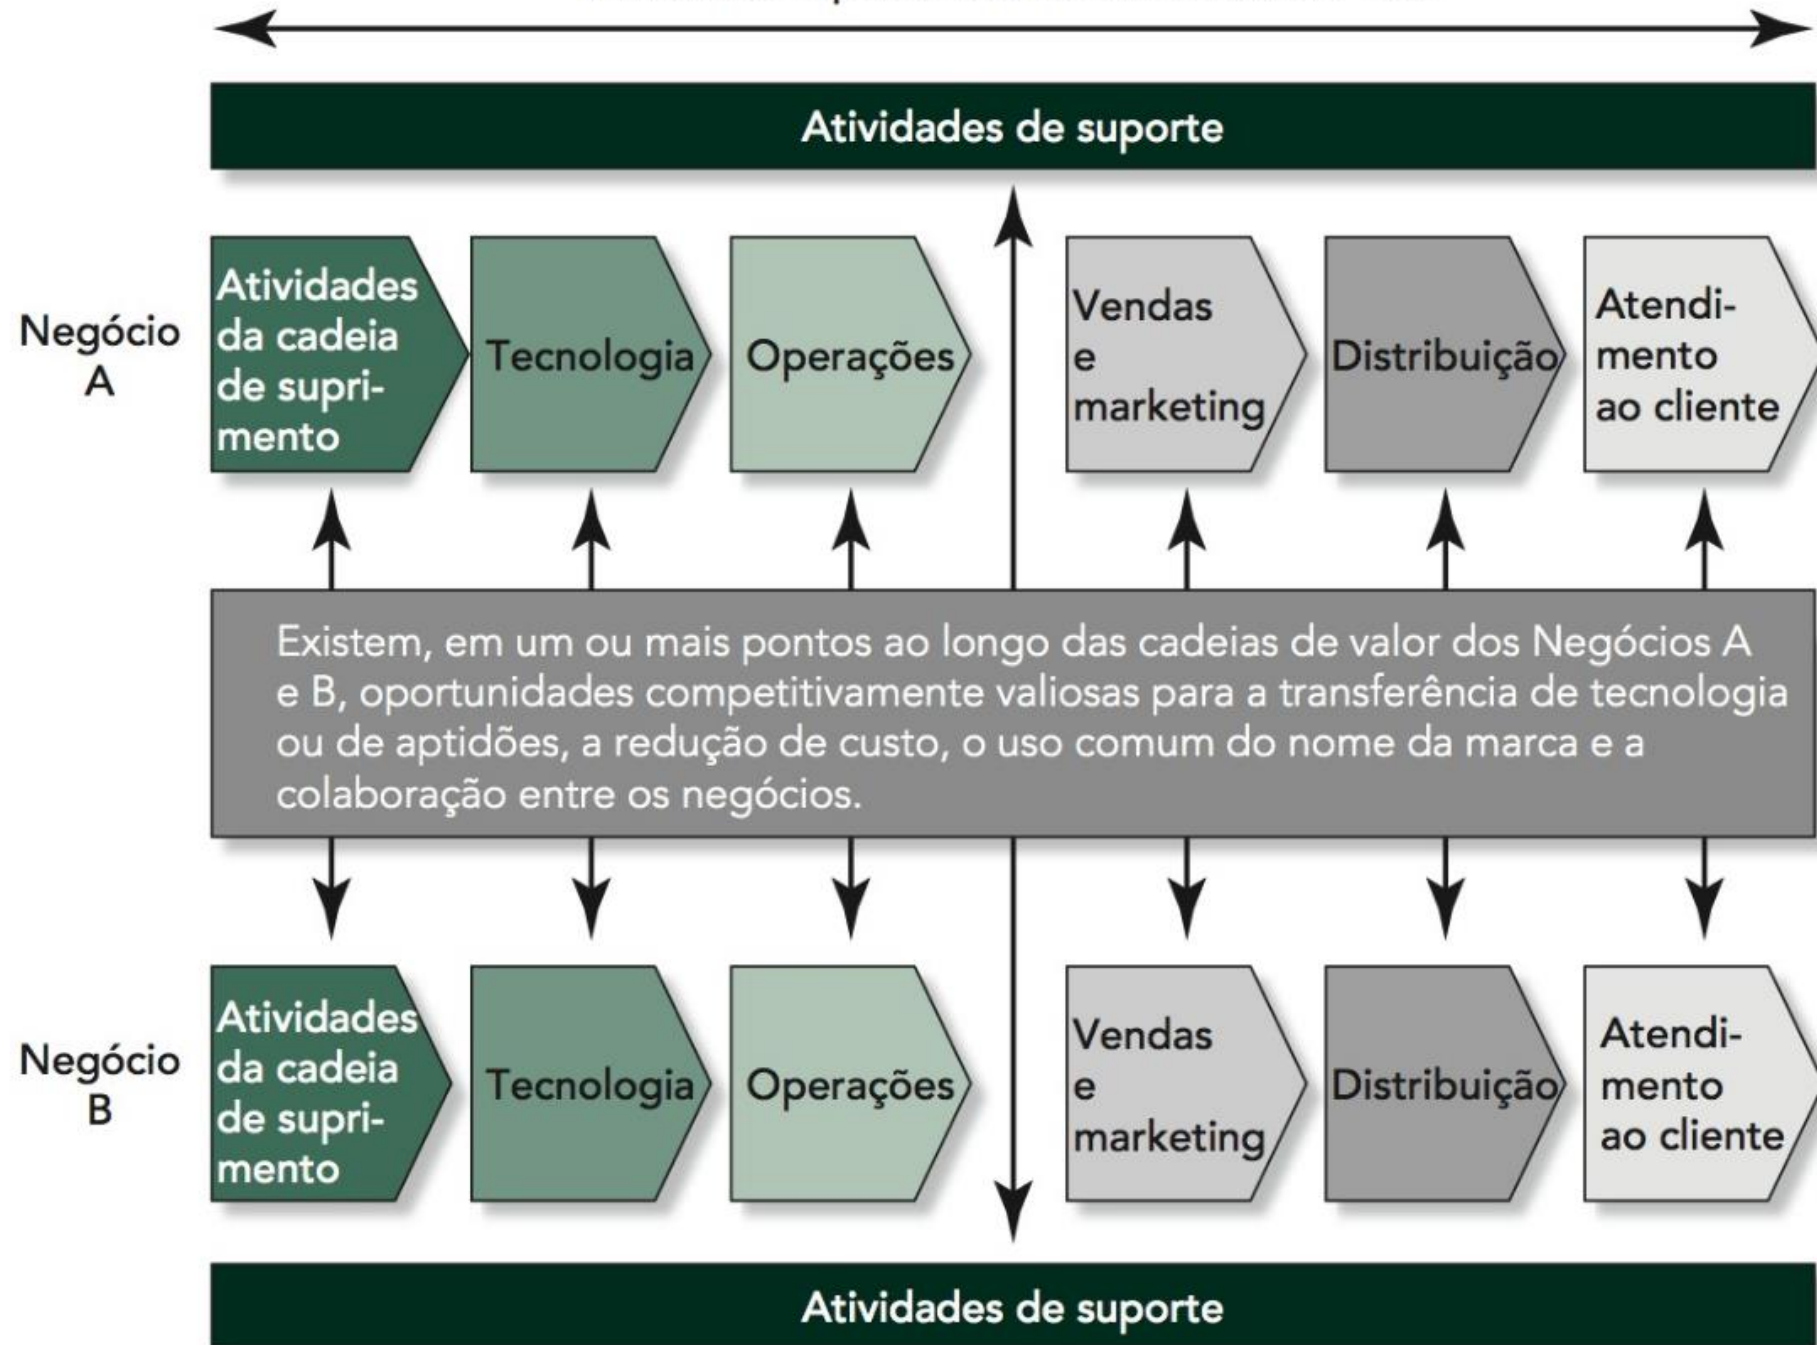 Atividades de suporte
Negócio
A
Atividades
da cadeia
de supri-
mento
Tecnologia
Operações
Vendas
e
marketing
Distribuição
Atendi-
mento
ao cliente
Existem, em um ou mais pontos ao longo das cadeias de valor dos Negócios A
e B, oportunidades competitivamente valiosas para a transferência de tecnologia
ou de aptidões, a redução de custo, o uso comum do nome da marca e a
colaboração entre os negócios.
Negócio
B
Atividades
da cadeia
de supri-
mento
Tecnologia
Operações
Vendas
e
marketing
Distribuição
Atendi-
mento
ao cliente
Atividades de suporte